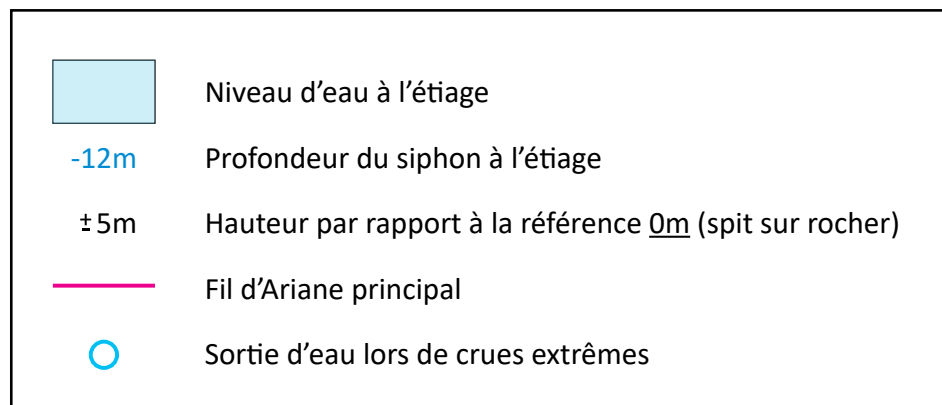 Niveau d'eau à l'étiage
-12m Profondeur du siphon à l'étiage
±5m Hauteur par rapport à la référence 0m (spit sur rocher)
Fil d'Ariane principal
Sortie d'eau lors de crues extrêmes